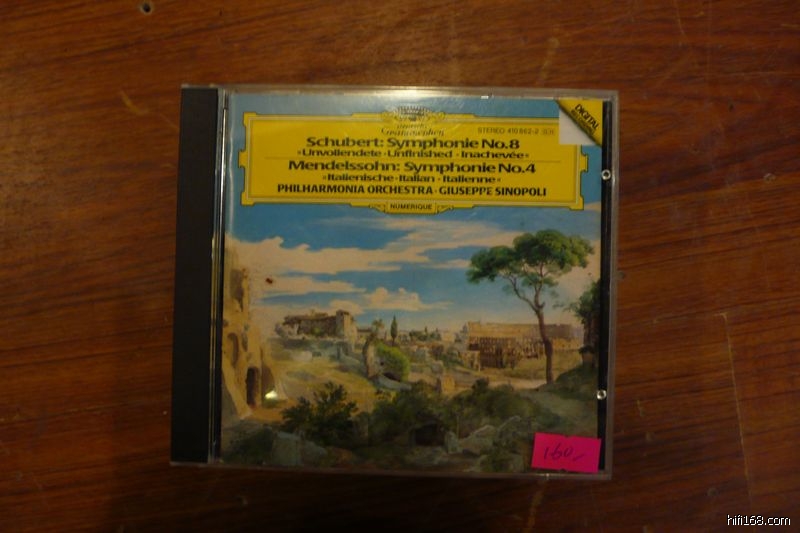 Deutsche
Grammophon
STEREO 410 862-2 GH
DIGITAL
Schubert: Symphonie No.8
»Unvollendete · Unfinished · Inachevée«
Mendelssohn: Symphonie No.4
»Italienische · Italian · Italienne«
PHILHARMONIA ORCHESTRA · GIUSEPPE SINOPOLI
NUMERIQUE
160,-
hifi168.com